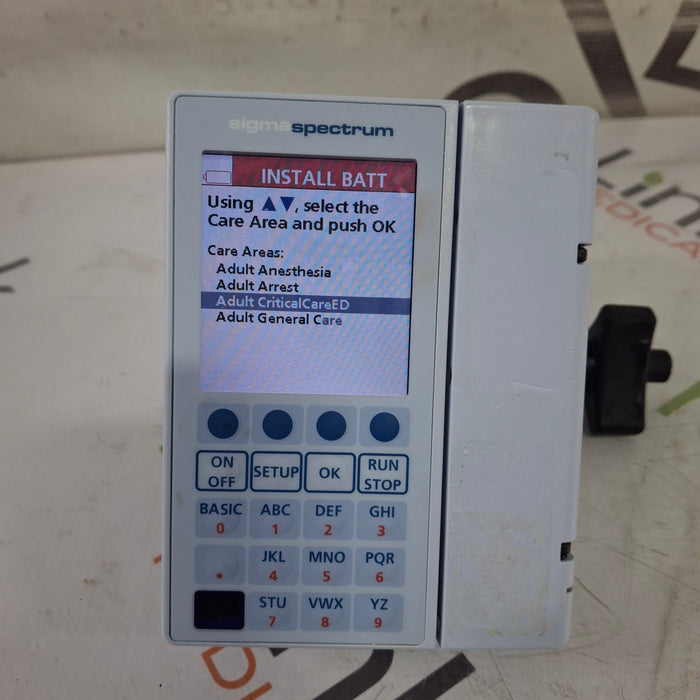 sigmaspectrum
INSTALL BATT
Using ▲▼, select the
Care Area and push OK
Care Areas:
Adult Anesthesia
Adult Arrest
Adult CriticalCareED
Adult General Care
ON
OFF
SETUP
OK
RUN
STOP
BASIC
0
ABC
1
DEF
2
GHI
3
.
JKL
4
MNO
5
PQR
6
STU
7
VWX
8
YZ
9